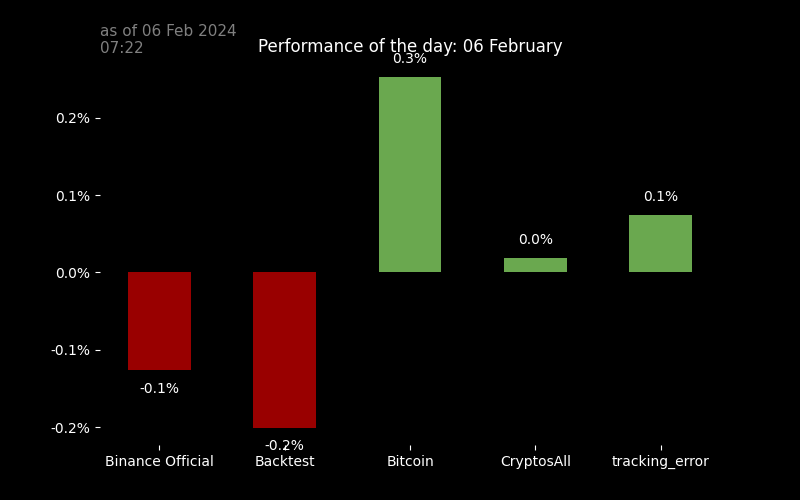 as of 06 Feb 2024
07:22
Performance of the day: 06 February
0.3%
0.2%
0.1%
0.1%
0.0%
0.0%
-0.1%
-0.1%
-0.2%
-0.2%
Binance Official
Backtest
Bitcoin
CryptosAll
tracking_error